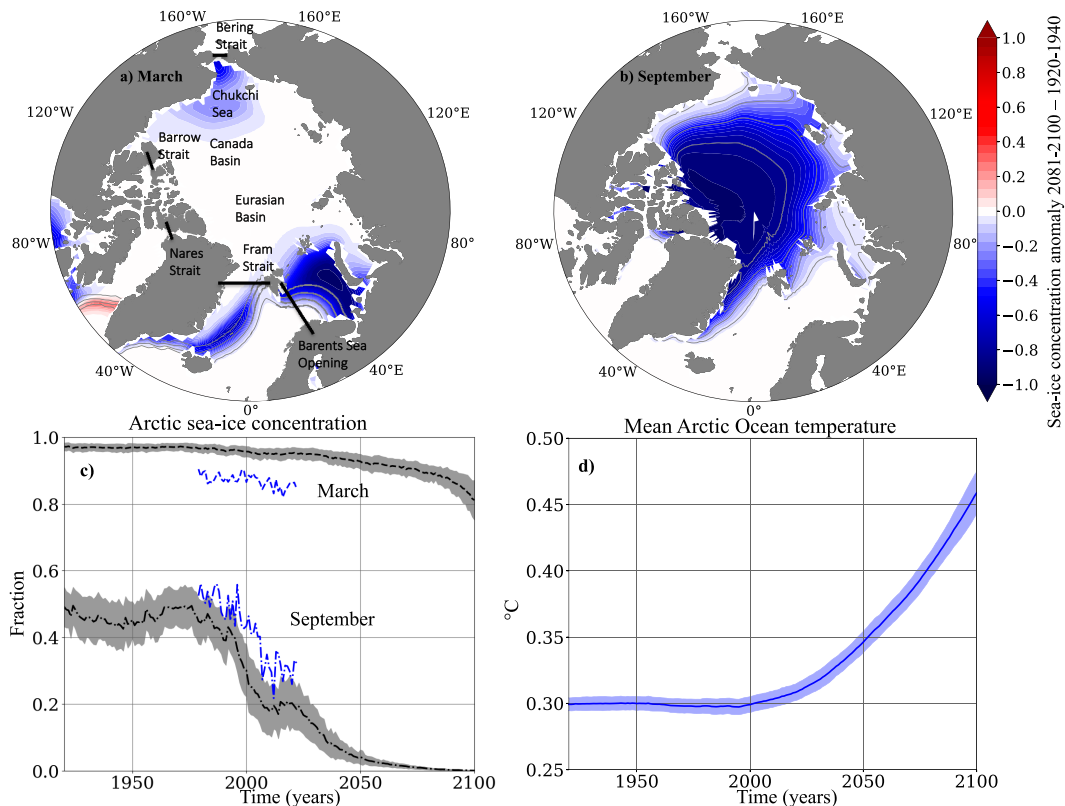 160°W
160°E
Bering
Strait
a) March
Chukchi
Sea
120°W
120°E
Barrow
Strait
Canada
Basin
Eurasian
Basin
80°W
80°
Nares
Strait
Fram
Strait
Barents Sea
Opening
40°W
40°E
0°
160°W
160°E
b) September
120°W
120°E
80°W
80°
40°W
40°E
0°
1.0
0.8
0.6
0.4
0.2
0.0
−0.2
−0.4
−0.6
−0.8
−1.0
Sea-ice concentration anomaly 2081-2100 – 1920-1940
Arctic sea-ice concentration
c)
March
September
Fraction
1.0
0.8
0.6
0.4
0.2
0.0
1950
2000
2050
2100
Time (years)
Mean Arctic Ocean temperature
d)
°C
0.50
0.45
0.40
0.35
0.30
0.25
1950
2000
2050
2100
Time (years)